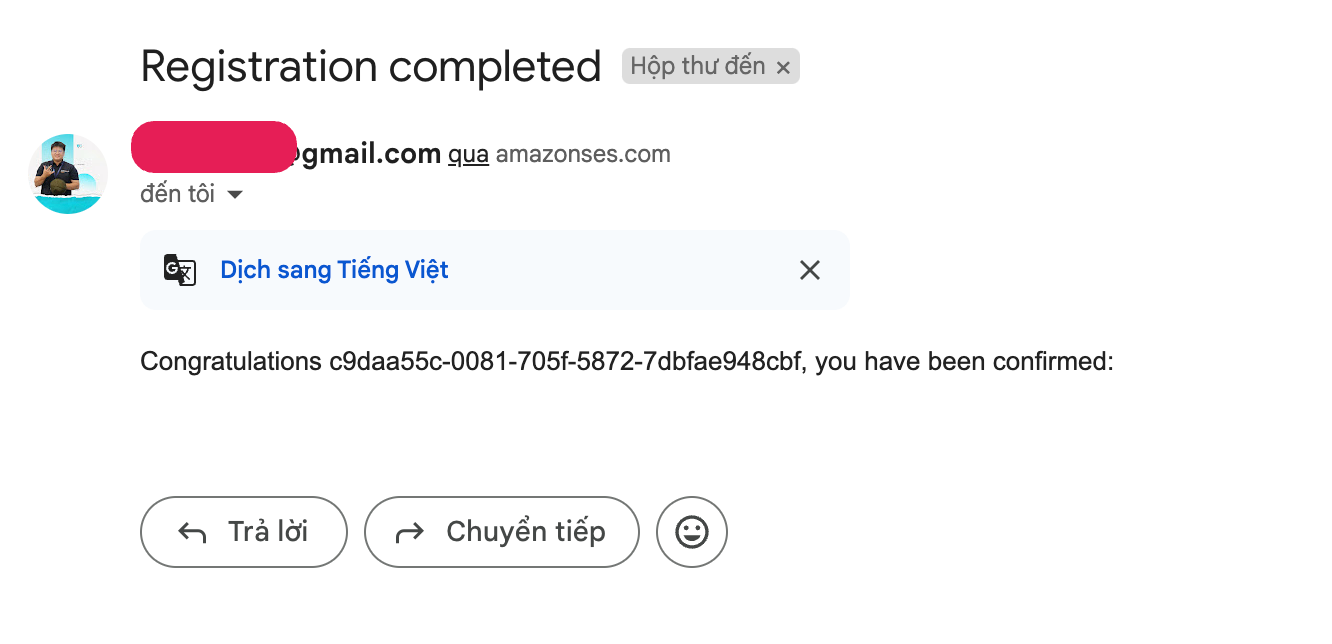 Registration completed Hộp thư đến ×
@gmail.com qua amazonses.com
đến tôi
Dịch sang Tiếng Việt
Congratulations c9daa55c-0081-705f-5872-7dbfae948cbf, you have been confirmed:
Trả lời Chuyển tiếp